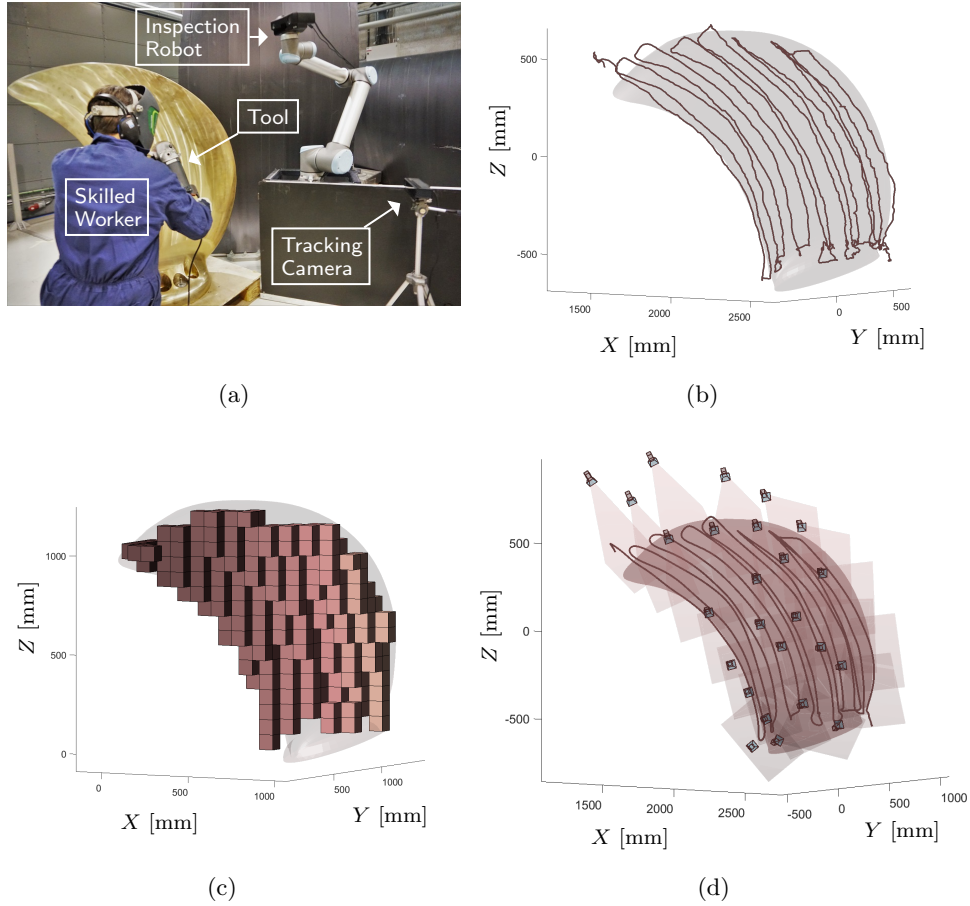 Inspection
Robot
Tool
Skilled
Worker
Tracking
Camera
(a)
500
0
-500
Z [mm]
1500
2000
2500
0
500
X [mm]
Y [mm]
(b)
1000
500
0
Z [mm]
0
500
1000
500
1000
X [mm]
Y [mm]
(c)
500
0
-500
Z [mm]
1500
2000
2500
-500
0
500
1000
X [mm]
Y [mm]
(d)